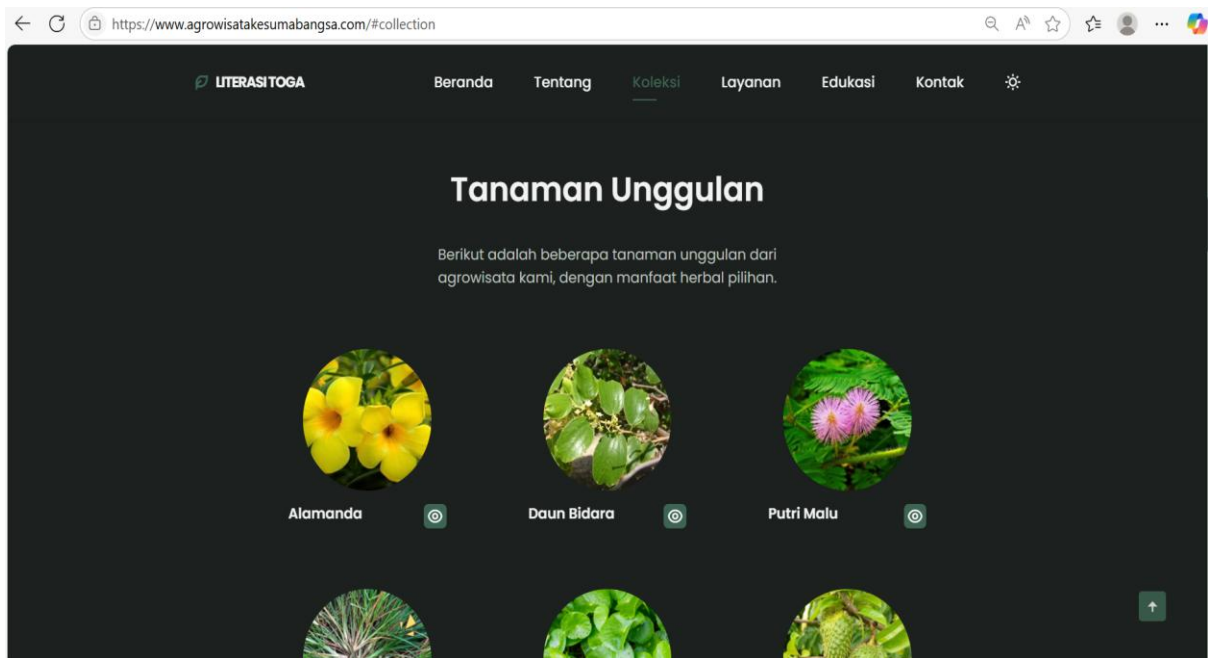 https://www.agrowisatakesumabangsa.com/#collection
LITERASI TOGA
Beranda
Tentang
Koleksi
Layanan
Edukasi
Kontak
Tanaman Unggulan
Berikut adalah beberapa tanaman unggulan dari
agrowisata kami, dengan manfaat herbal pilihan.
Alamanda
Daun Bidara
Putri Malu